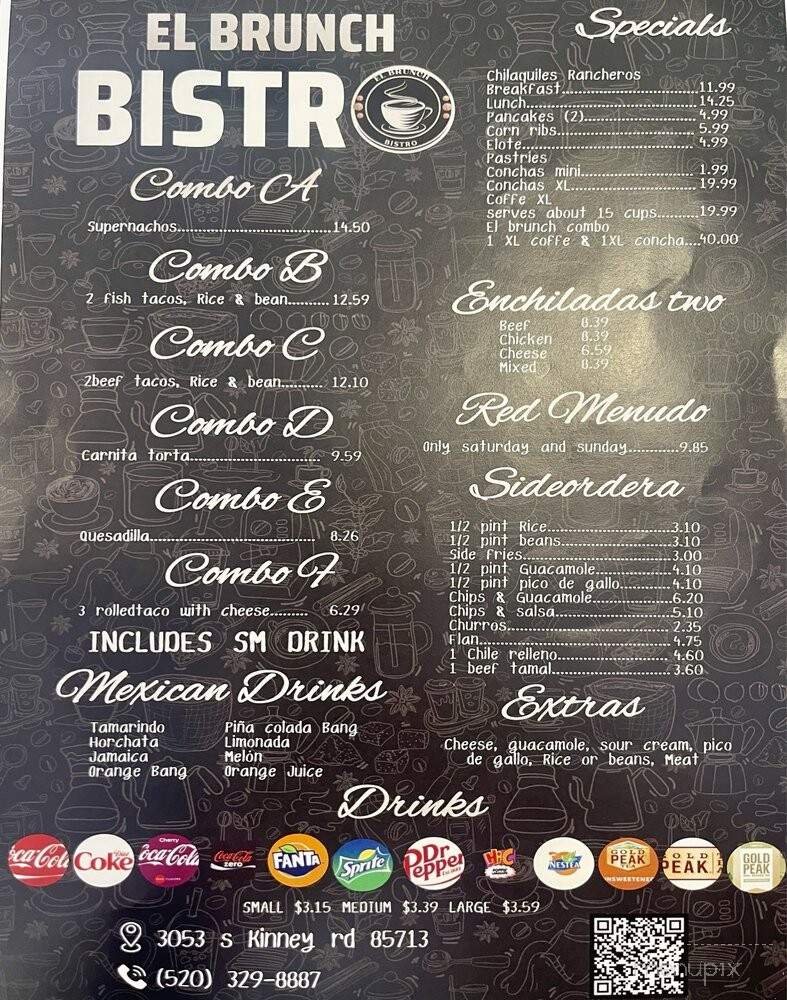 EL BRUNCH
BISTRO
EL BRUNCH
BISTRO
Combo A
Supernachos.....14.50
Combo B
2 fish tacos, Rice & bean.....12.59
Combo C
2beef tacos, Rice & bean.....12.10
Combo D
Carnita torta.....9.59
Combo E
Quesadilla.....8.26
Combo F
3 rolledtaco with cheese.....6.29
INCLUDES SM DRINK
Mexican Drinks
Tamarindo Piña colada Bang
Horchata Limonada
Jamaica Melón
Orange Bang Orange Juice
Specials
Chilaquiles Rancheros
Breakfast.....11.99
Lunch.....14.25
Pancakes (2).....4.99
Corn ribs.....5.99
Elote.....4.99
Pastries
Conchas mini.....1.99
Conchas XL.....19.99
Coffe XL
serves about 15 cups.....19.99
El brunch combo
1 XL coffe & 1XL concha....40.00
Enchiladas two
Beef 8.39
Chicken 8.39
Cheese 6.59
Mixed 8.39
Red Menudo
Only saturday and sunday.....9.85
Sideordera
1/2 pint Rice.....3.10
1/2 pint beans.....3.10
Side fries.....3.00
1/2 pint Guacamole.....4.10
1/2 pint pico de gallo.....4.10
Chips & Guacamole.....6.20
Chips & salsa.....5.10
Churros.....2.35
Flan.....4.75
1 Chile relleno.....4.60
1 beef tamal.....3.60
Extras
Cheese, guacamole, sour cream, pico
de gallo, Rice or beans, Meat
Drinks
Coca-Cola
Diet Coke
Cherry Coca-Cola
Coca-Cola zero
FANTA
Sprite
Dr Pepper
Hi-C
NESTEA
GOLD PEAK UNSWEETENED
GOLD PEAK
GOLD PEAK
SMALL $3.15 MEDIUM $3.39 LARGE $3.59
3053 s Kinney rd 85713
(520) 329-8887
menupix